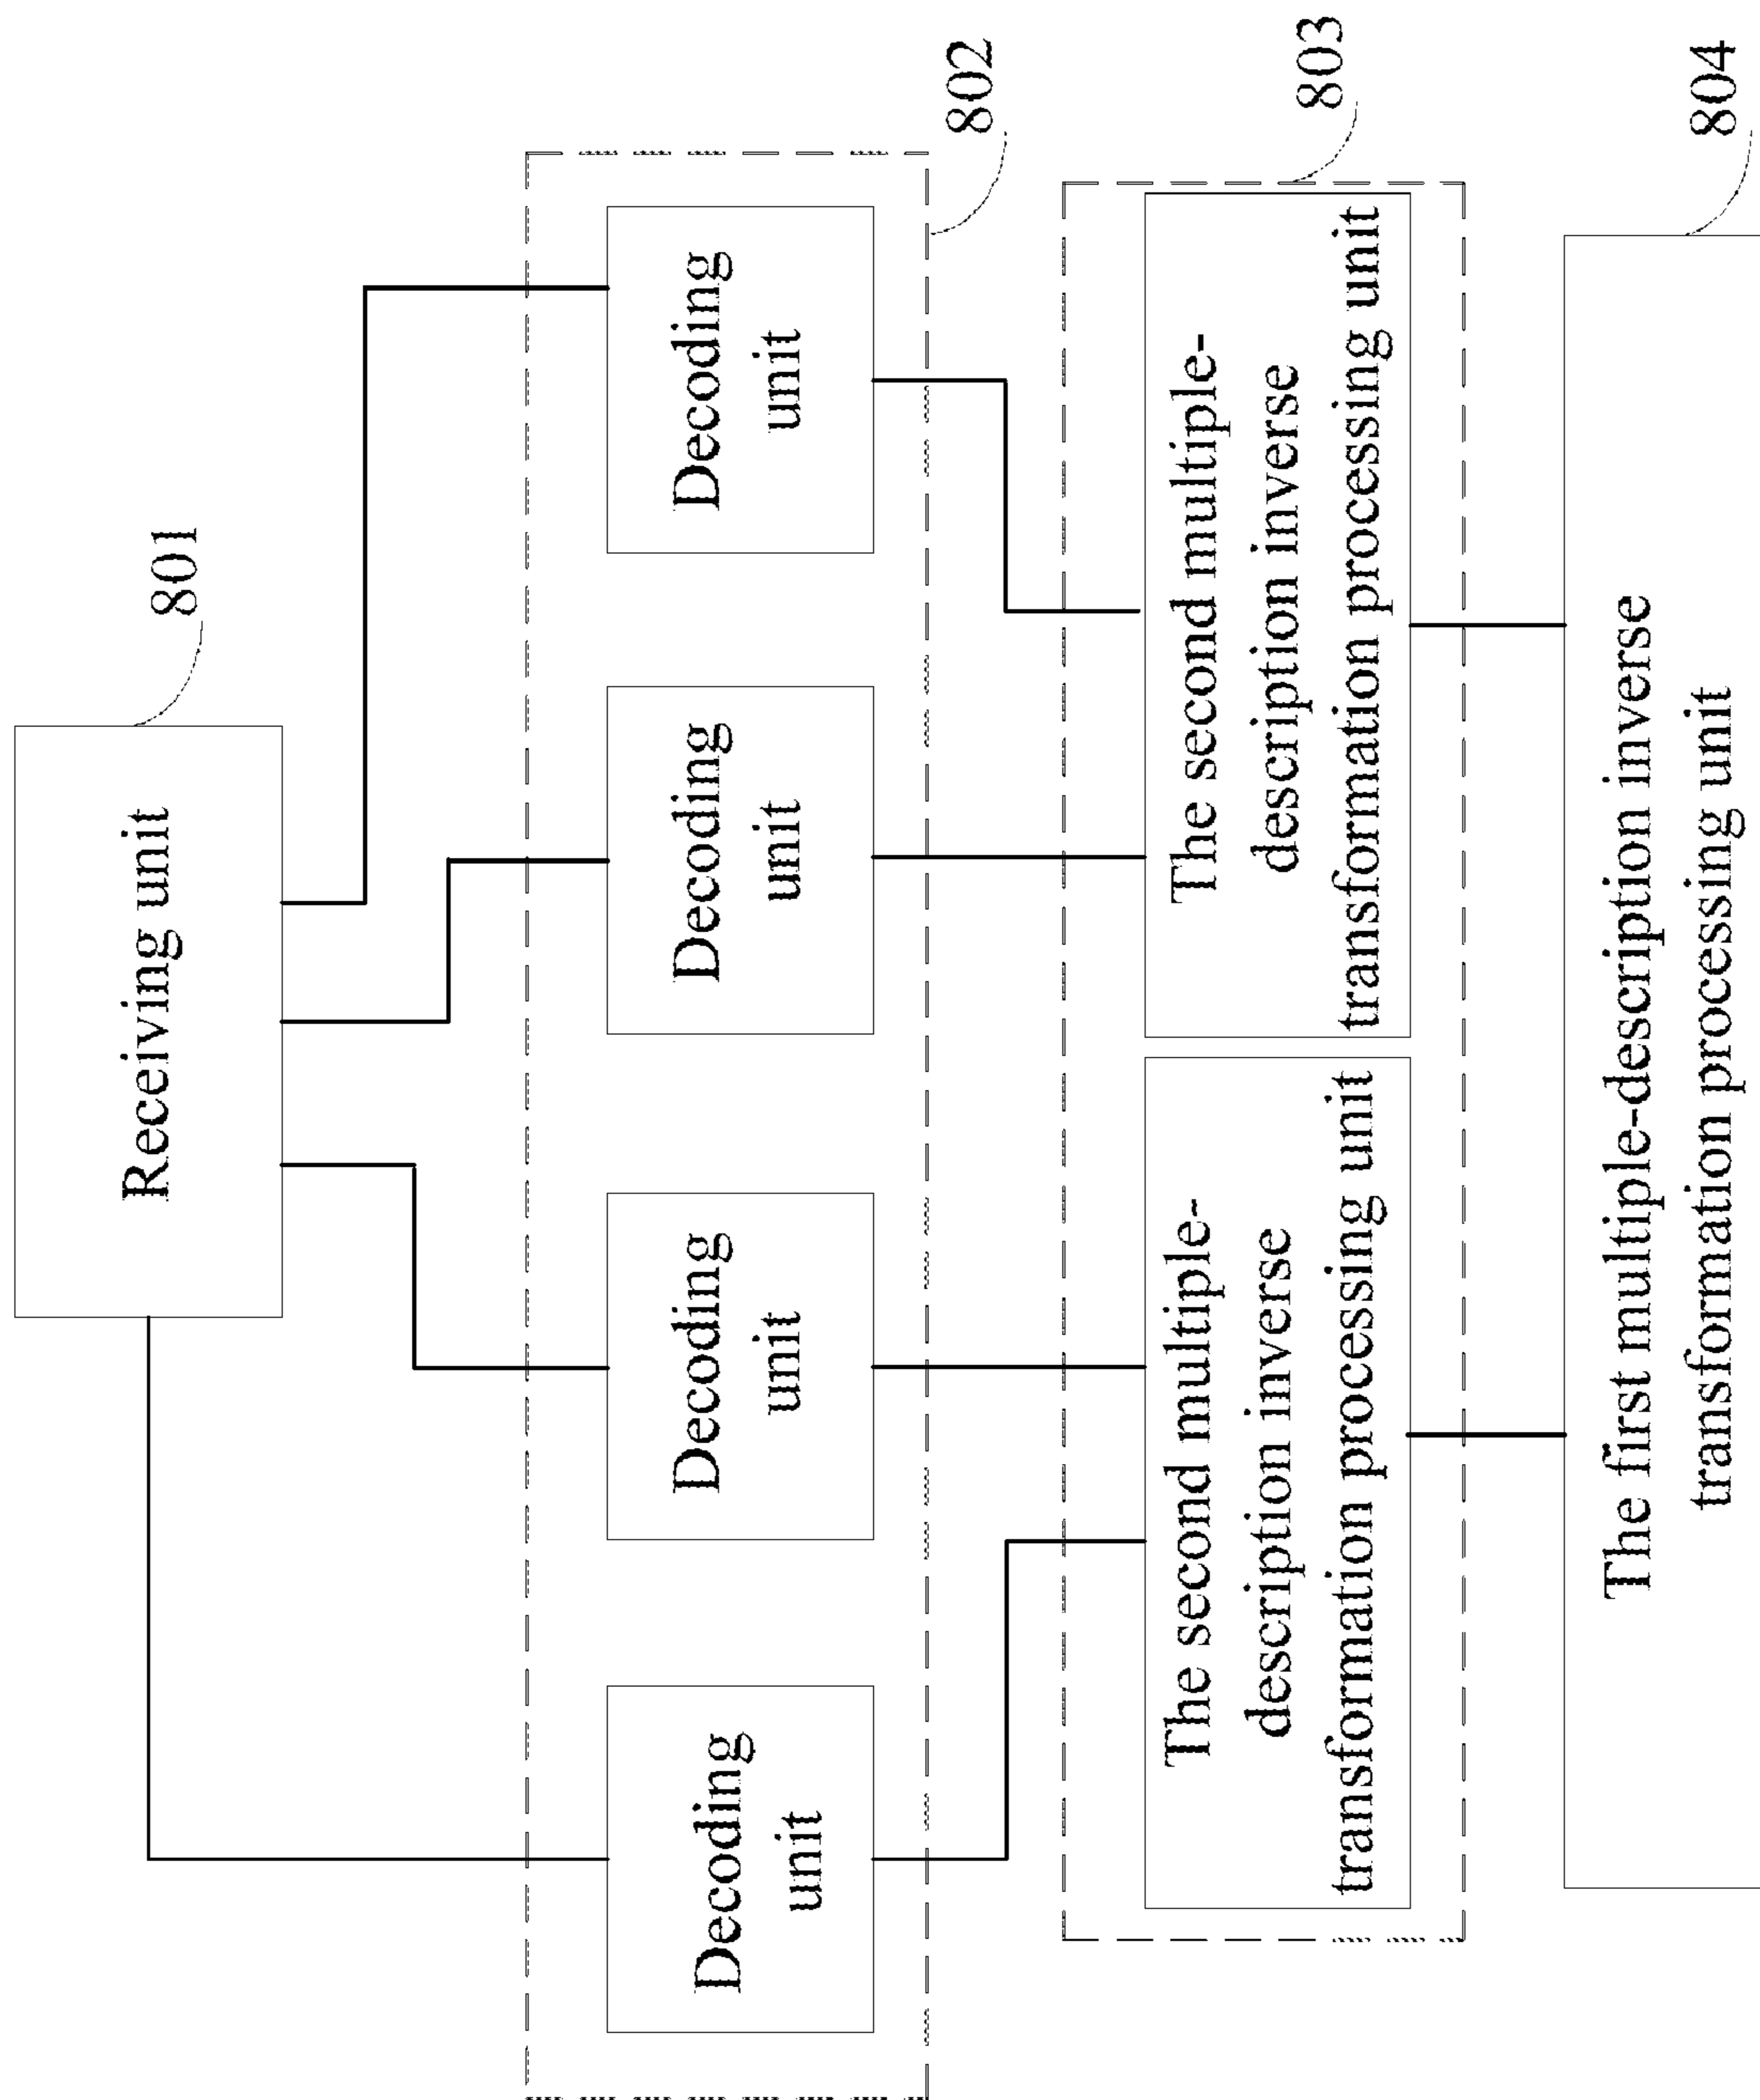 Receiving unit
801
Decoding
unit
Decoding
unit
Decoding
unit
Decoding
unit
802
The second multiple-
description inverse
transformation processing unit
The second multiple-
description inverse
transformation processing unit
803
The first multiple-description inverse
transformation processing unit
804